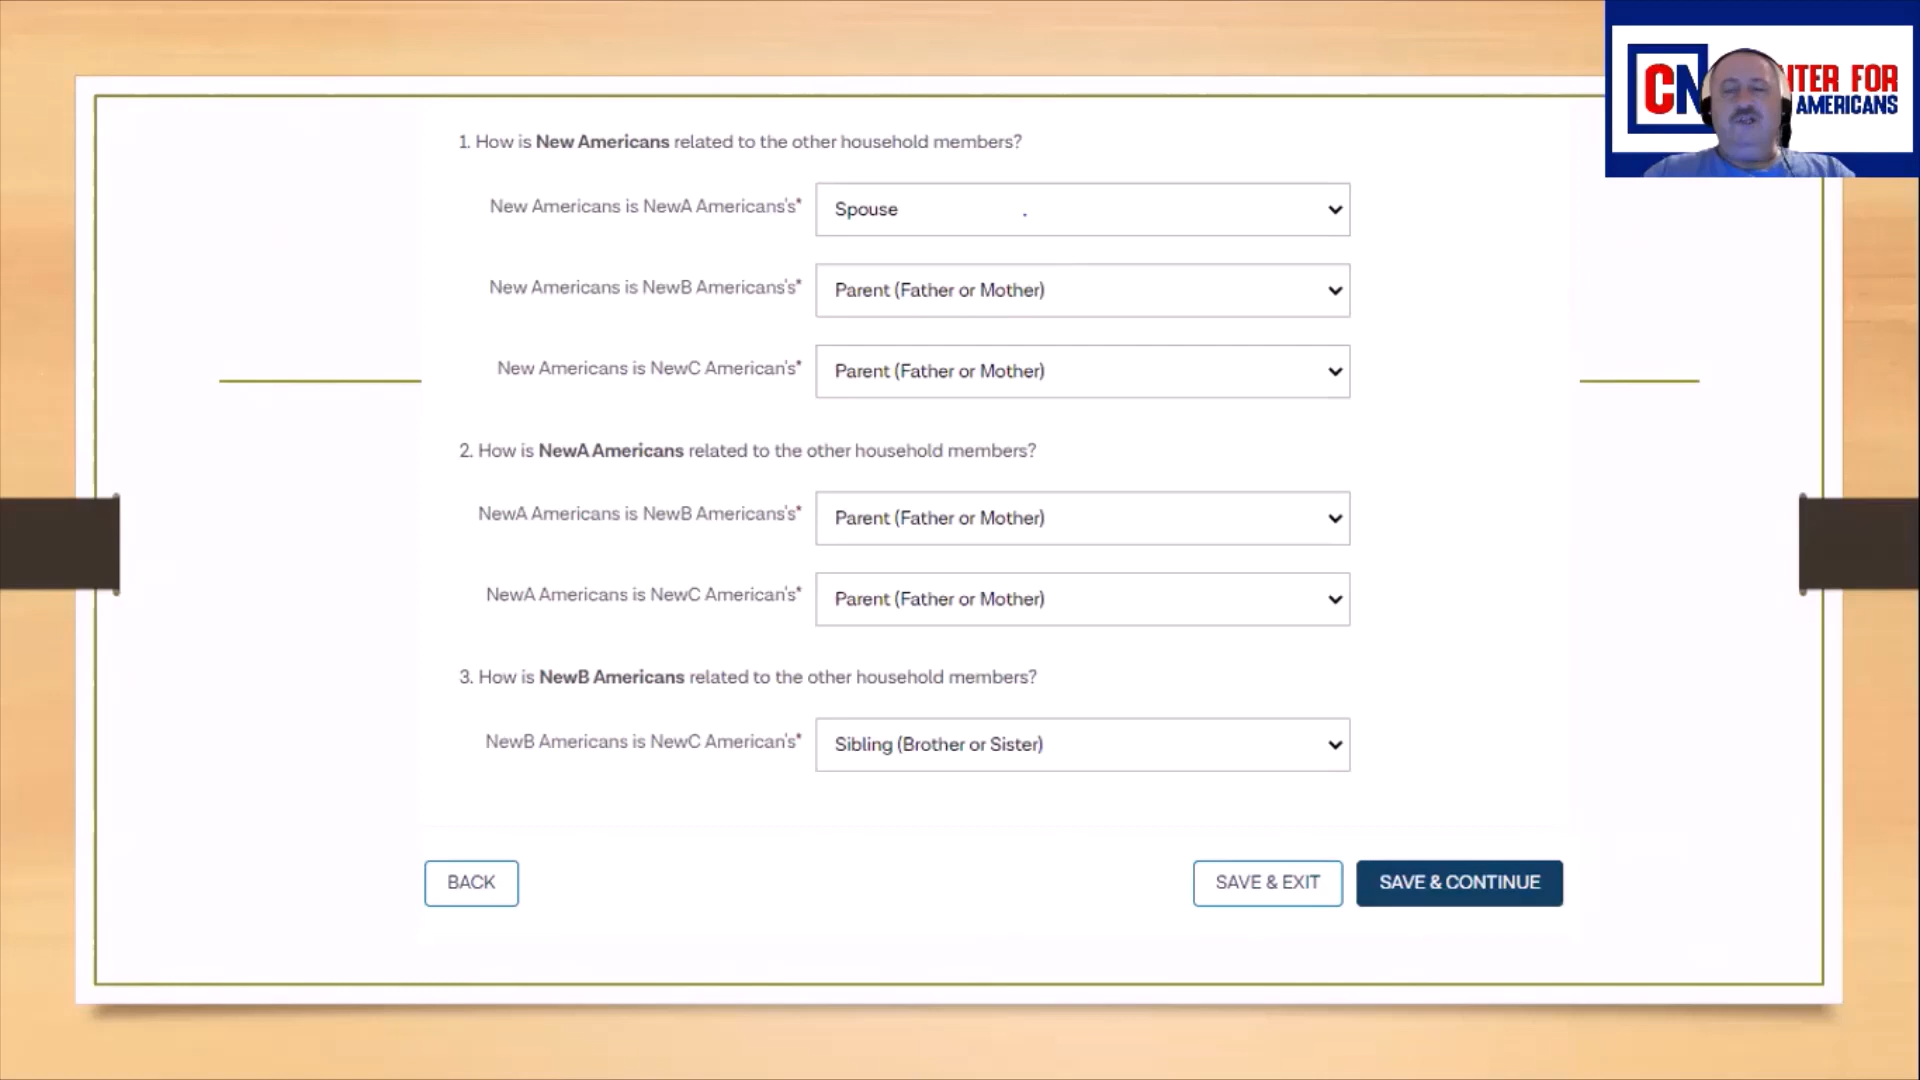 CN TER FOR
AMERICANS
1. How is New Americans related to the other household members?
New Americans is NewA Americans's* Spouse
New Americans is NewB Americans's* Parent (Father or Mother)
New Americans is NewC American's* Parent (Father or Mother)
2. How is NewA Americans related to the other household members?
NewA Americans is NewB Americans's* Parent (Father or Mother)
NewA Americans is NewC American's* Parent (Father or Mother)
3. How is NewB Americans related to the other household members?
NewB Americans is NewC American's* Sibling (Brother or Sister)
BACK SAVE & EXIT SAVE & CONTINUE